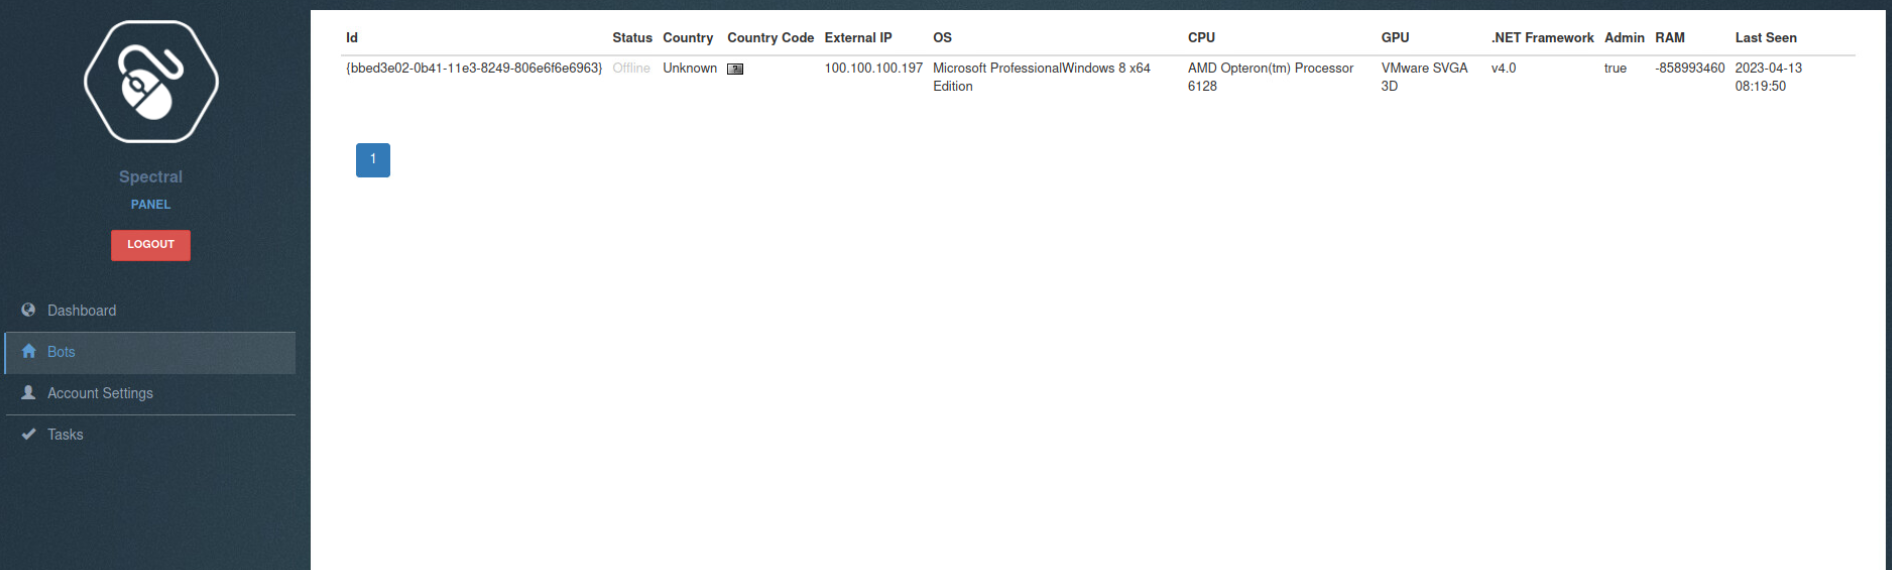 Spectral
PANEL
LOGOUT
Dashboard
Bots
Account Settings
Tasks
Id Status Country Country Code External IP OS CPU GPU .NET Framework Admin RAM Last Seen
{bbed3e02-0b41-11e3-8249-806e6f6e6963} Offline Unknown 100.100.100.197 Microsoft ProfessionalWindows 8 x64 AMD Opteron(tm) Processor VMware SVGA v4.0 true -858993460 2023-04-13
Edition 6128 3D 08:19:50
1